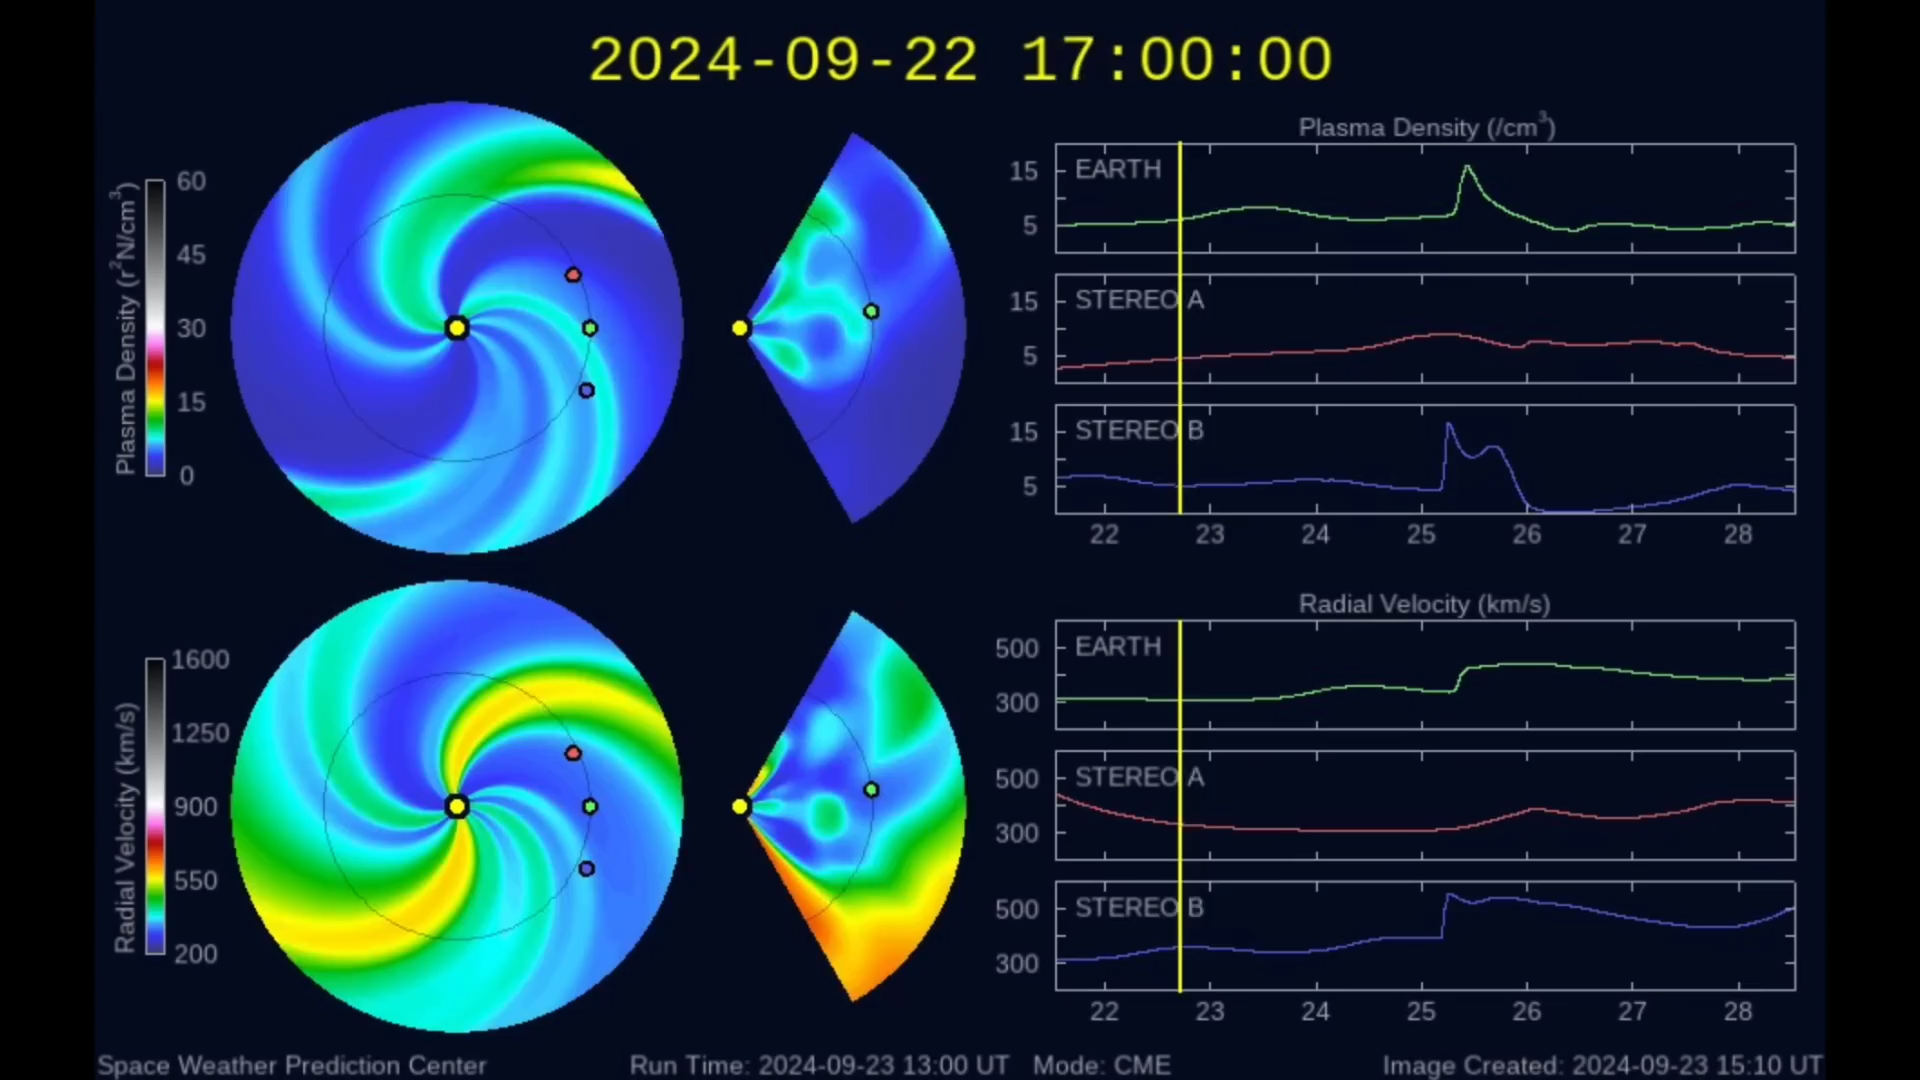 2024-09-22 17:00:00
Plasma Density (r²N/cm³)
60
45
30
15
0
Plasma Density (/cm³)
EARTH
15
5
STEREO A
15
5
STEREO B
15
5
22 23 24 25 26 27 28
Radial Velocity (km/s)
1600
1250
900
550
200
Radial Velocity (km/s)
EARTH
500
300
STEREO A
500
300
STEREO B
500
300
22 23 24 25 26 27 28
Space Weather Prediction Center
Run Time: 2024-09-23 13:00 UT Mode: CME
Image Created: 2024-09-23 15:10 UT